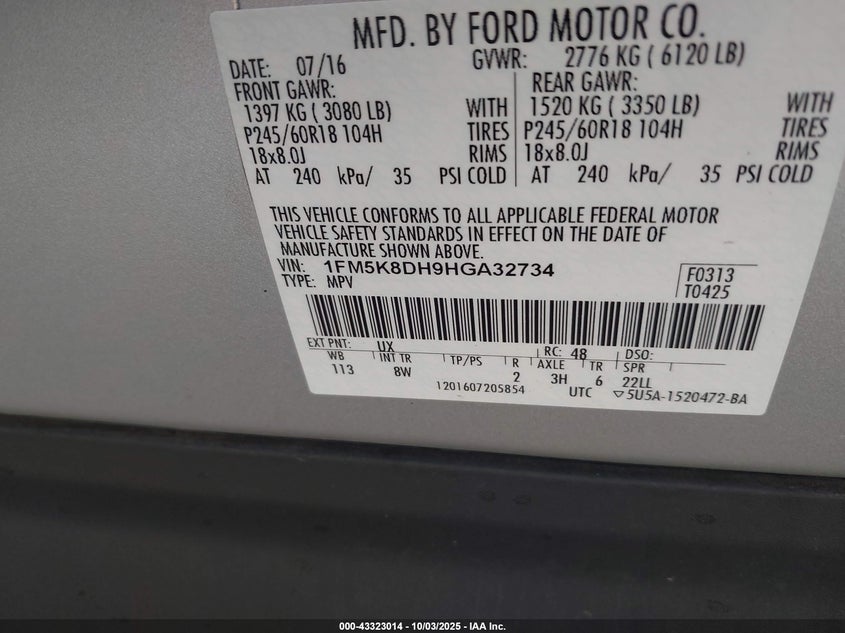 MFD. BY FORD MOTOR CO.
DATE: 07/16 GVWR: 2776 KG ( 6120 LB)
FRONT GAWR: REAR GAWR:
1397 KG ( 3080 LB) WITH 1520 KG ( 3350 LB) WITH
P245/60R18 104H TIRES P245/60R18 104H TIRES
18x8.0J RIMS 18x8.0J RIMS
AT 240 kPa/ 35 PSI COLD AT 240 kPa/ 35 PSI COLD
THIS VEHICLE CONFORMS TO ALL APPLICABLE FEDERAL MOTOR
VEHICLE SAFETY STANDARDS IN EFFECT ON THE DATE OF
MANUFACTURE SHOWN ABOVE.
VIN: 1FM5K8DH9HGA32734 F0313
TYPE: MPV T0425
EXT PNT: UX RC: 48 DSO:
WB INT TR TP/PS R AXLE TR SPR
113 8W 2 3H 6 22LL
1201607205854 UTC ▽5U5A-1520472-BA
000-43323014 - 10/03/2025 - IAA Inc.